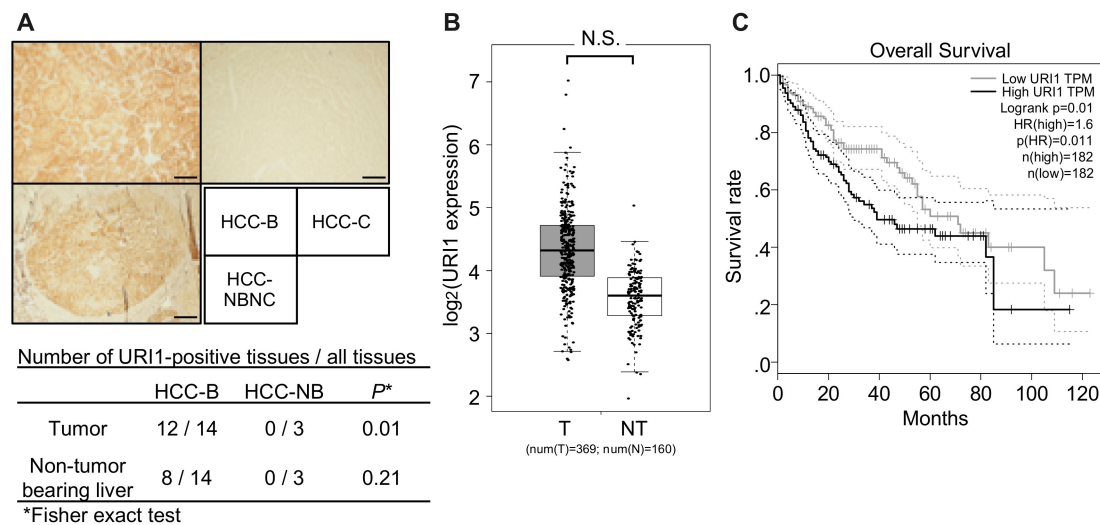 A
HCC-B
HCC-C
HCC-
NBNC
Number of URI1-positive tissues / all tissues
HCC-B HCC-NB P*
Tumor 12 / 14 0 / 3 0.01
Non-tumor
bearing liver 8 / 14 0 / 3 0.21
*Fisher exact test
B
N.S.
log2(URI1 expression)
7
6
5
4
3
2
T NT
(num(T)=369; num(N)=160)
C
Overall Survival
Low URI1 TPM
High URI1 TPM
Logrank p=0.01
HR(high)=1.6
p(HR)=0.011
n(high)=182
n(low)=182
Survival rate
1.0
.8
.6
.4
.2
.0
0 20 40 60 80 100 120
Months